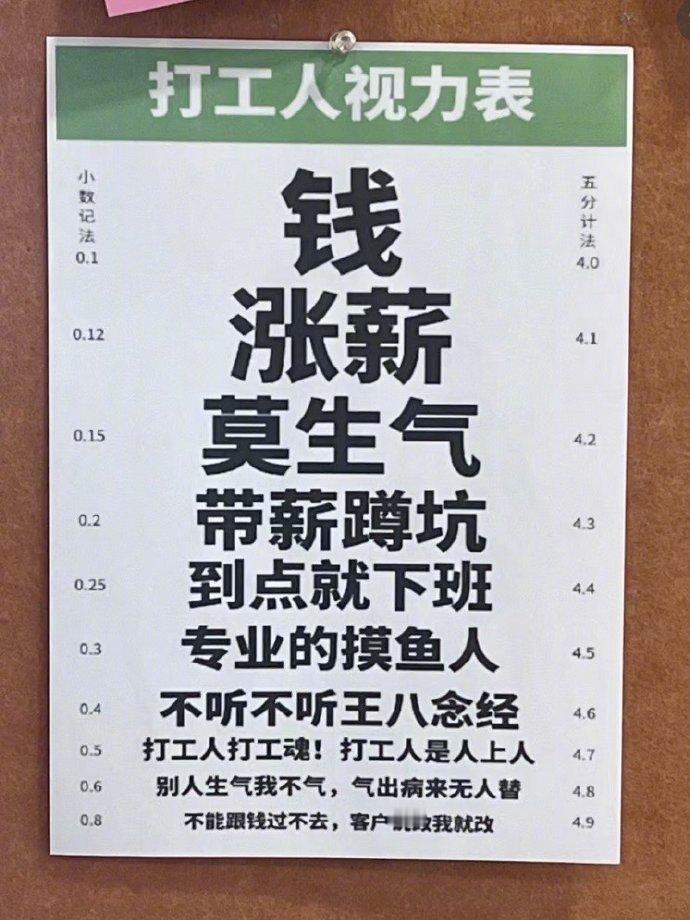 打工人视力表
小数记法
五分计法
钱
0.1
4.0
0.12
涨薪
4.1
0.15
莫生气
4.2
0.2
带薪蹲坑
4.3
0.25
到点就下班
4.4
0.3
专业的摸鱼人
4.5
0.4
不听不听王八念经
4.6
0.5
打工人打工魂！打工人是人上人
4.7
0.6
别人生气我不气，气出病来无人替
4.8
0.8
不能跟钱过不去，客户 我就改
4.9